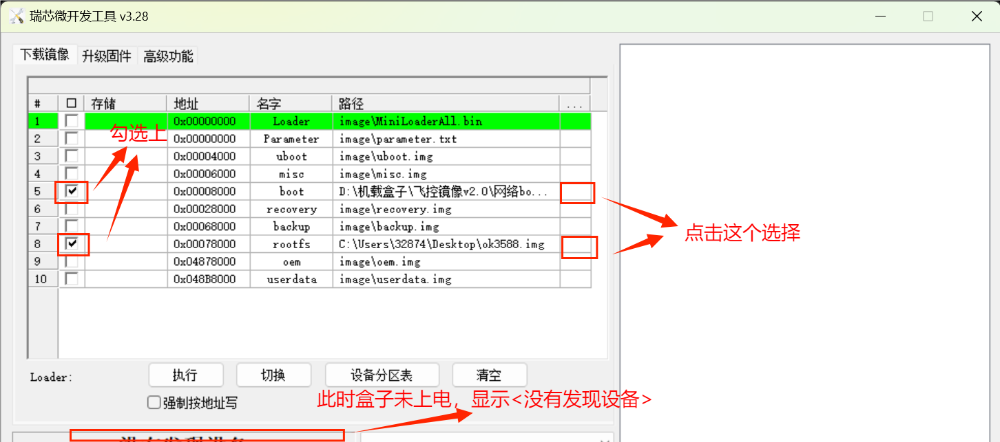 瑞芯微开发工具 v3.28
下载镜像 升级固件 高级功能
# 存储 地址 名字 路径 ...
1 0x00000000 Loader image\MiniLoaderAll.bin
勾选上
2 0x00000000 Parameter image\parameter.txt
3 0x00004000 uboot image\uboot.img
4 0x00006000 misc image\misc.img
5 0x00008000 boot D:\机载盒子\飞控镜像v2.0\网络bo...
6 0x00028000 recovery image\recovery.img
7 0x00068000 backup image\backup.img
点击这个选择
8 0x00078000 rootfs C:\Users\32874\Desktop\ok3588.img
9 0x04878000 oem image\oem.img
10 0x048B8000 userdata image\userdata.img
Loader: 执行 切换 设备分区表 清空
强制按地址写
此时盒子未上电，显示<没有发现设备>
没有发现设备